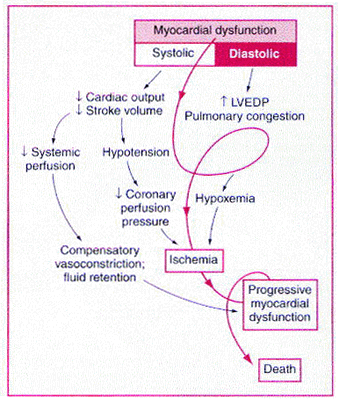 Myocardial dysfunction
Systolic
Diastolic
↓ Cardiac output
↓ Stroke volume
↑ LVEDP
Pulmonary congestion
↓ Systemic
perfusion
Hypotension
↓ Coronary
perfusion
pressure
Hypoxemia
Compensatory
vasoconstriction;
fluid retention
Ischemia
Progressive
myocardial
dysfunction
Death